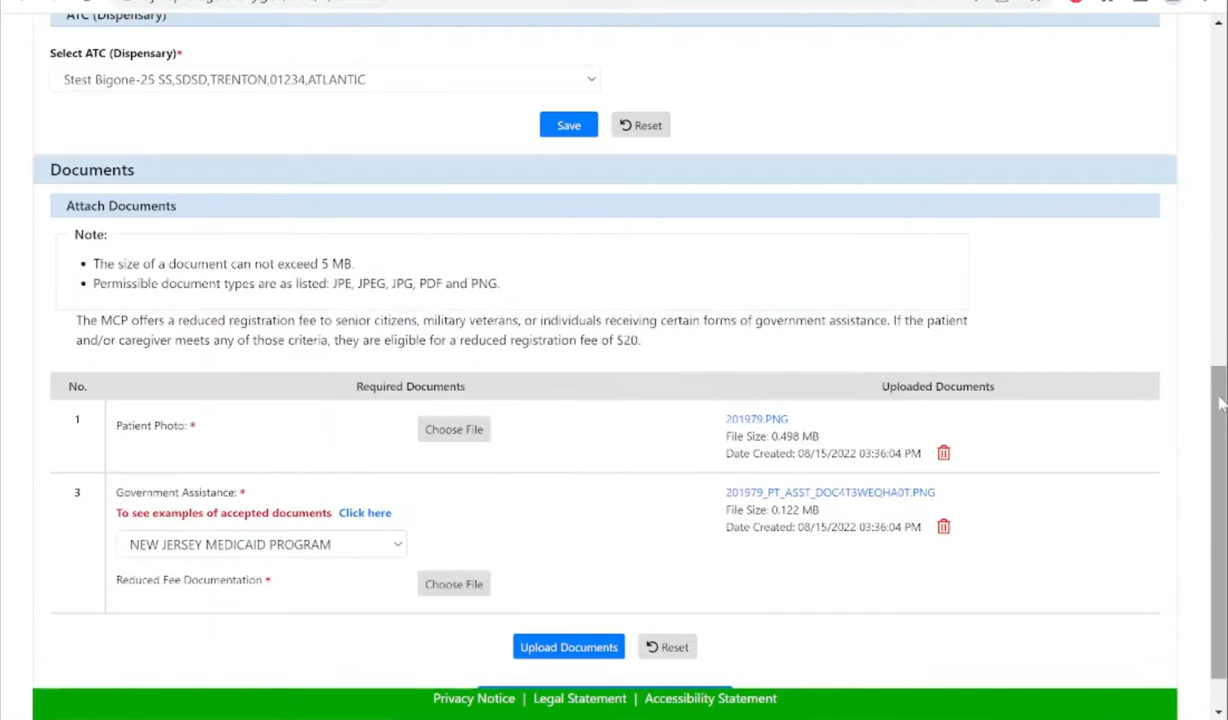 ATC (Dispensary)
Select ATC (Dispensary)*
Stest Bigone-25 SS,SDSD,TRENTON,01234,ATLANTIC
Save
Reset
Documents
Attach Documents
Note:
• The size of a document can not exceed 5 MB.
• Permissible document types are as listed: JPE, JPEG, JPG, PDF and PNG.
The MCP offers a reduced registration fee to senior citizens, military veterans, or individuals receiving certain forms of government assistance. If the patient
and/or caregiver meets any of those criteria, they are eligible for a reduced registration fee of $20.
No. Required Documents Uploaded Documents
1 Patient Photo: * Choose File 201979.PNG
File Size: 0.498 MB
Date Created: 08/15/2022 03:36:04 PM
3 Government Assistance: * 201979_PT_ASST_DOC4T3WEQHA0T.PNG
To see examples of accepted documents Click here File Size: 0.122 MB
Date Created: 08/15/2022 03:36:04 PM
NEW JERSEY MEDICAID PROGRAM
Reduced Fee Documentation * Choose File
Upload Documents Reset
Privacy Notice | Legal Statement | Accessibility Statement